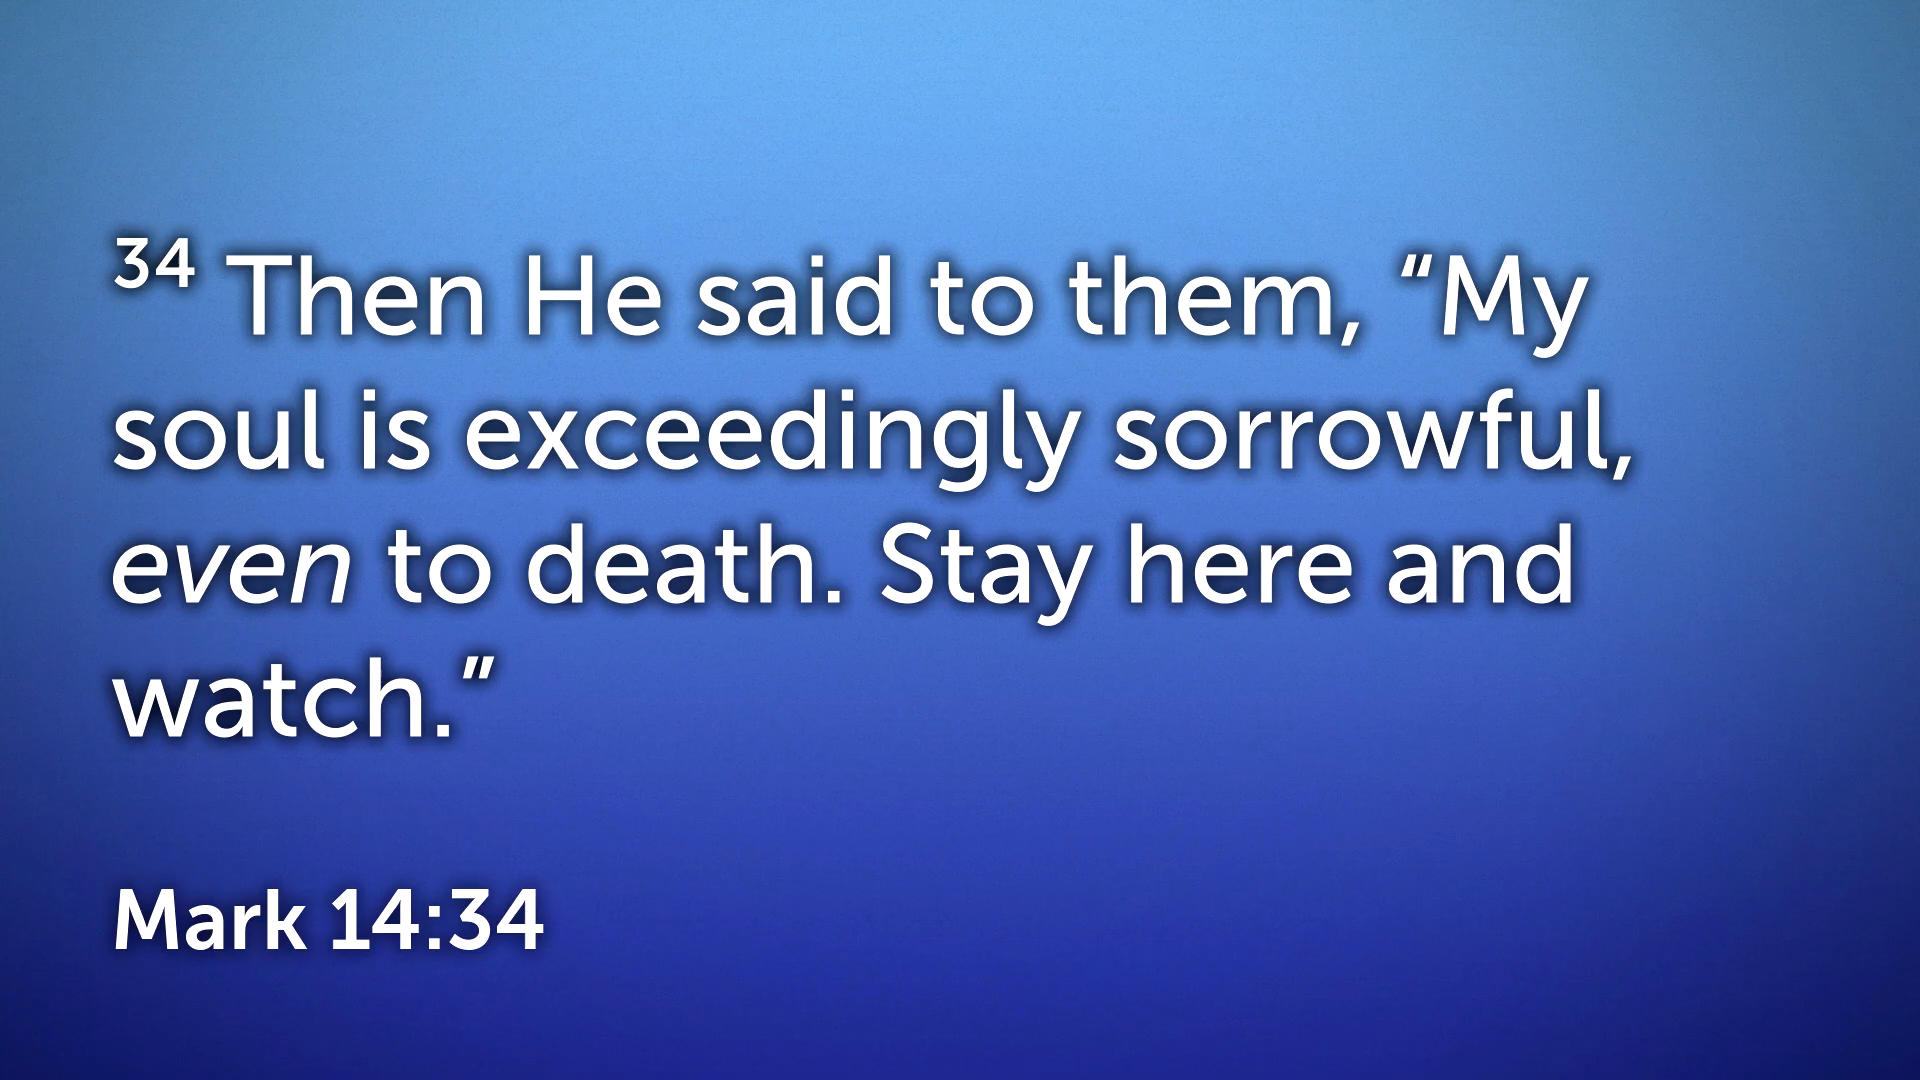 34 Then He said to them, “My
soul is exceedingly sorrowful,
even to death. Stay here and
watch.”
Mark 14:34